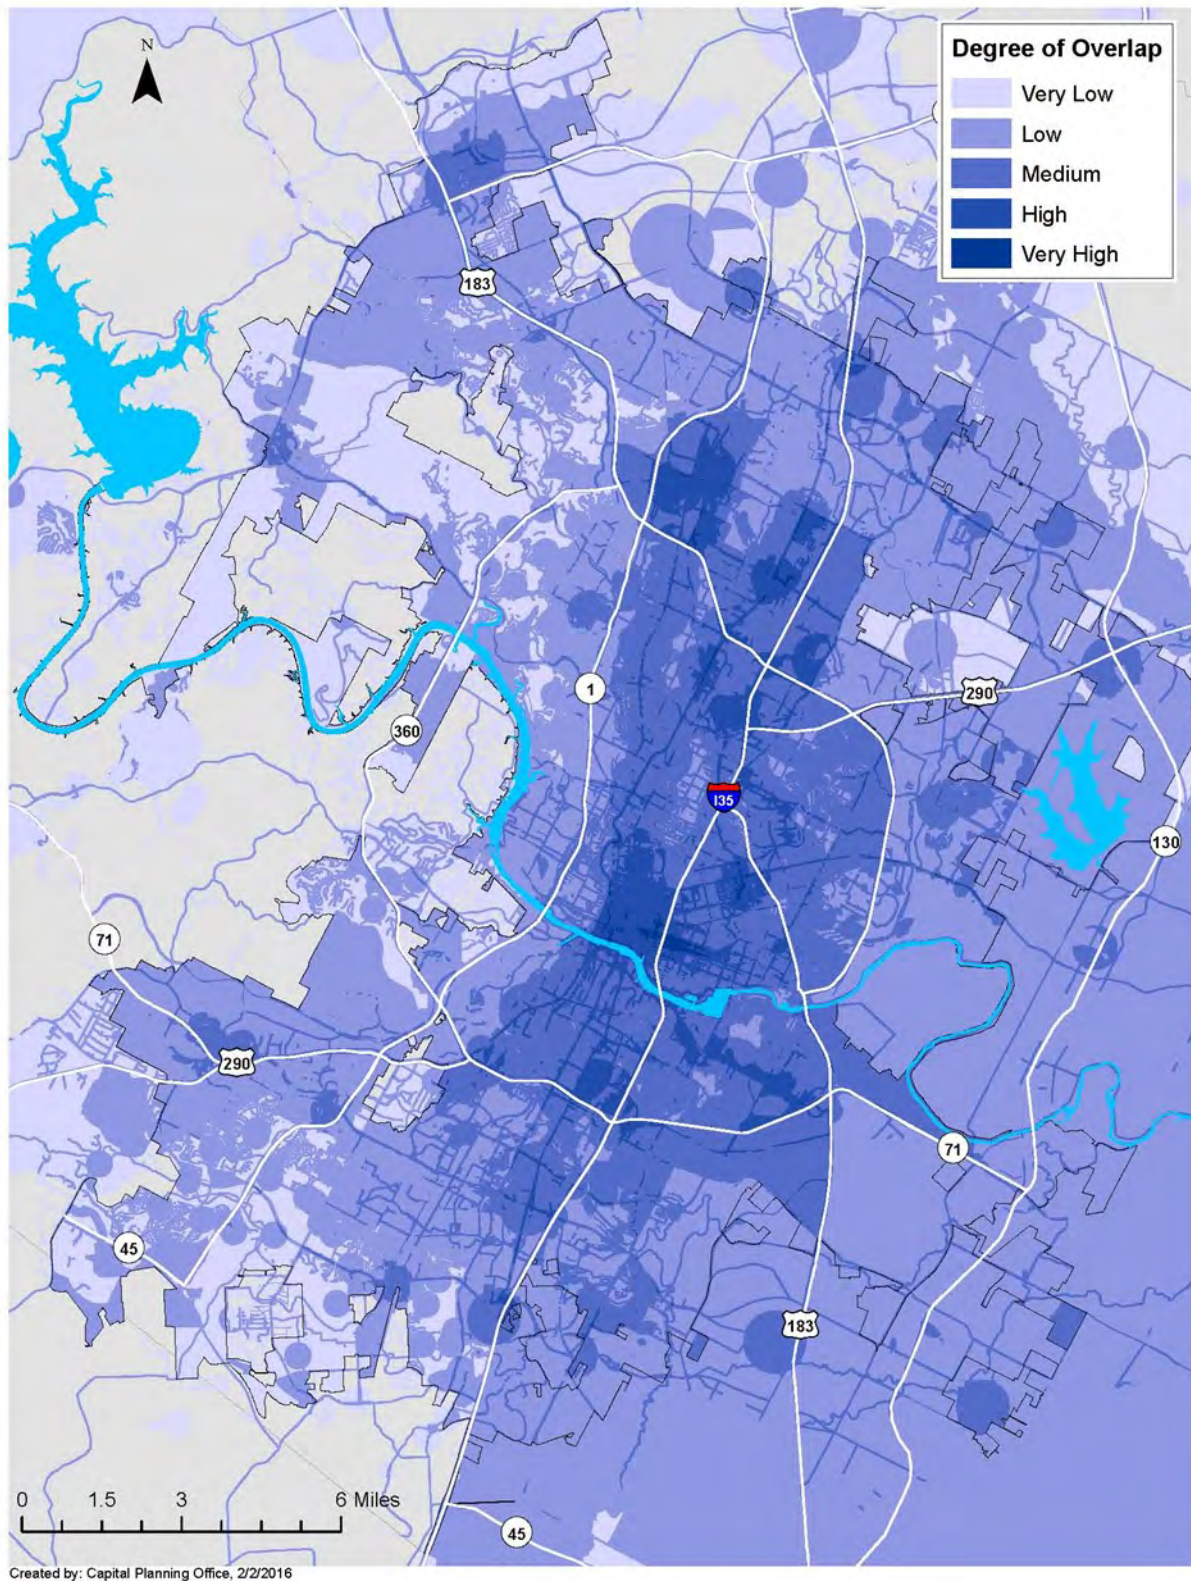 N
Degree of Overlap
Very Low
Low
Medium
High
Very High
183
1
290
360
I35
130
71
290
71
45
183
0 1.5 3 6 Miles
45
Created by: Capital Planning Office, 2/2/2016